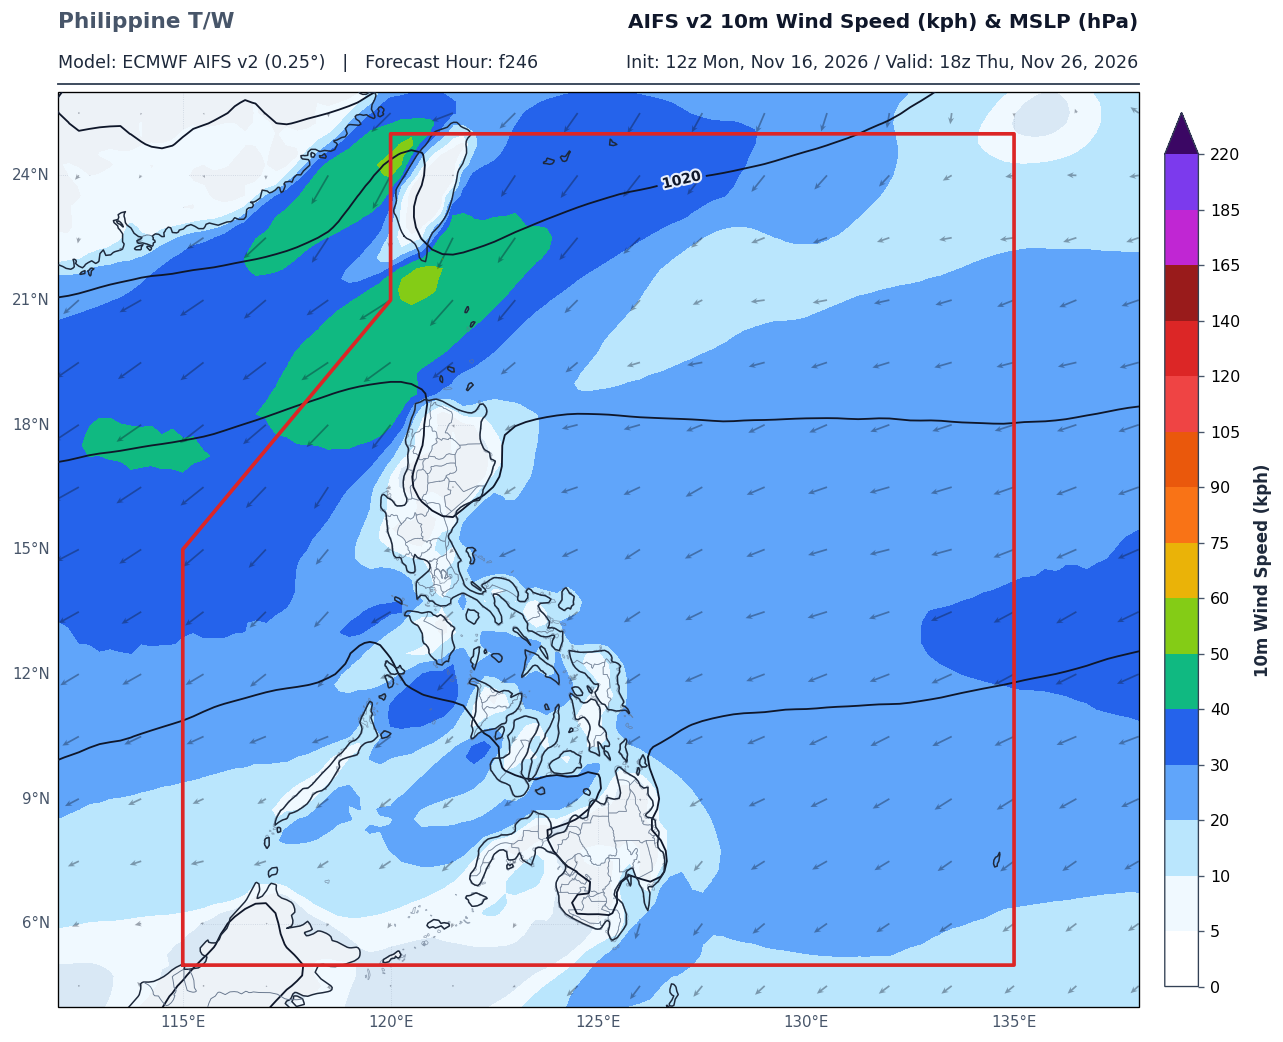 Philippine T/W
AIFS v2 10m Wind Speed (kph) & MSLP (hPa)
Model: ECMWF AIFS v2 (0.25°)   |   Forecast Hour: f246
Init: 12z Mon, Nov 16, 2026 / Valid: 18z Thu, Nov 26, 2026
24°N
21°N
18°N
15°N
12°N
9°N
6°N
115°E
120°E
125°E
130°E
135°E
1020
220
185
165
140
120
105
90
75
60
50
40
30
20
10
5
0
10m Wind Speed (kph)